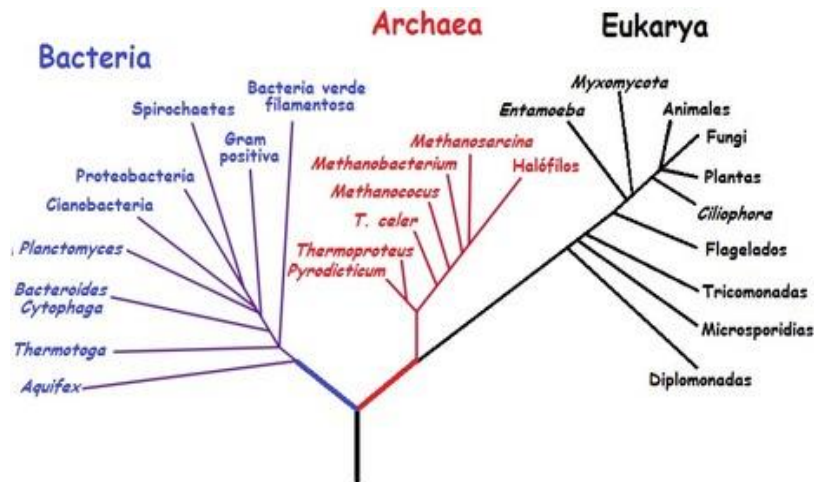 Bacteria
Archaea
Eukarya
Spirochaetes
Bacteria verde
filamentosa
Gram
positiva
Proteobacteria
Cianobacteria
Planctomyces
Bacteroides
Cytophaga
Thermotoga
Aquifex
Methanosarcina
Methanobacterium
Halófilos
Methanococus
T. celer
Thermoproteus
Pyrodicticum
Myxomycota
Entamoeba
Animales
Fungi
Plantas
Ciliophora
Flagelados
Tricomonadas
Microsporidias
Diplomonadas